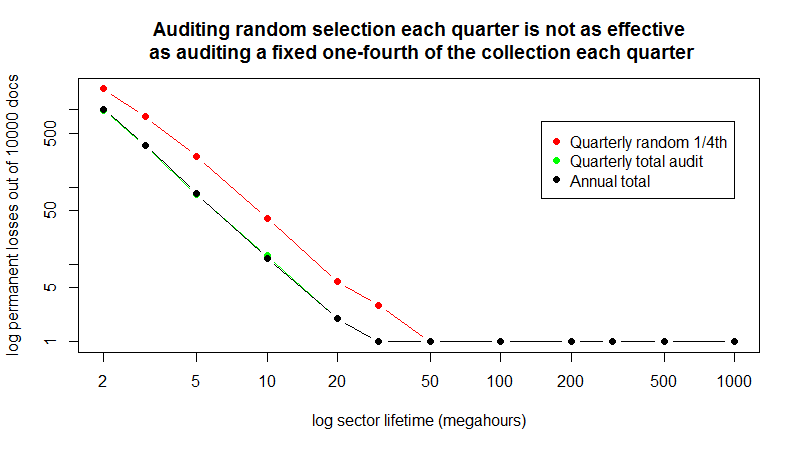 Auditing random selection each quarter is not as effective
as auditing a fixed one-fourth of the collection each quarter
log permanent losses out of 10000 docs
500
50
5
1
Quarterly random 1/4th
Quarterly total audit
Annual total
2 5 10 20 50 100 200 500 1000
log sector lifetime (megahours)